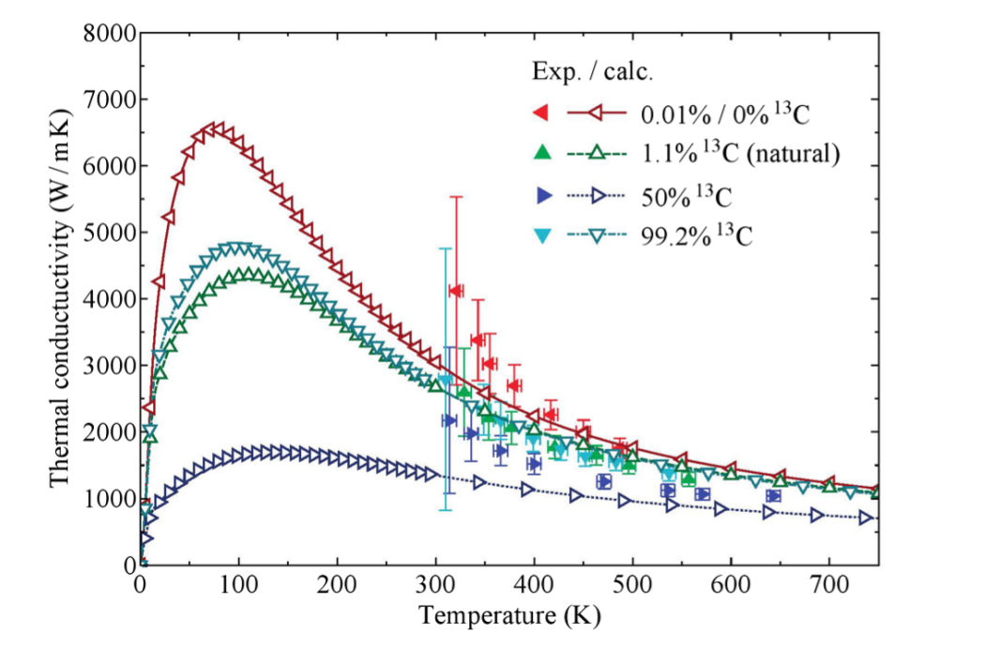 8000
7000
6000
5000
4000
3000
2000
1000
0
Thermal conductuctivity (W / mK)
Exp. / calc.
0.01% / 0% ¹³C
1.1% ¹³C (natural)
50% ¹³C
99.2% ¹³C
0 100 200 300 400 500 600 700
Temperature (K)